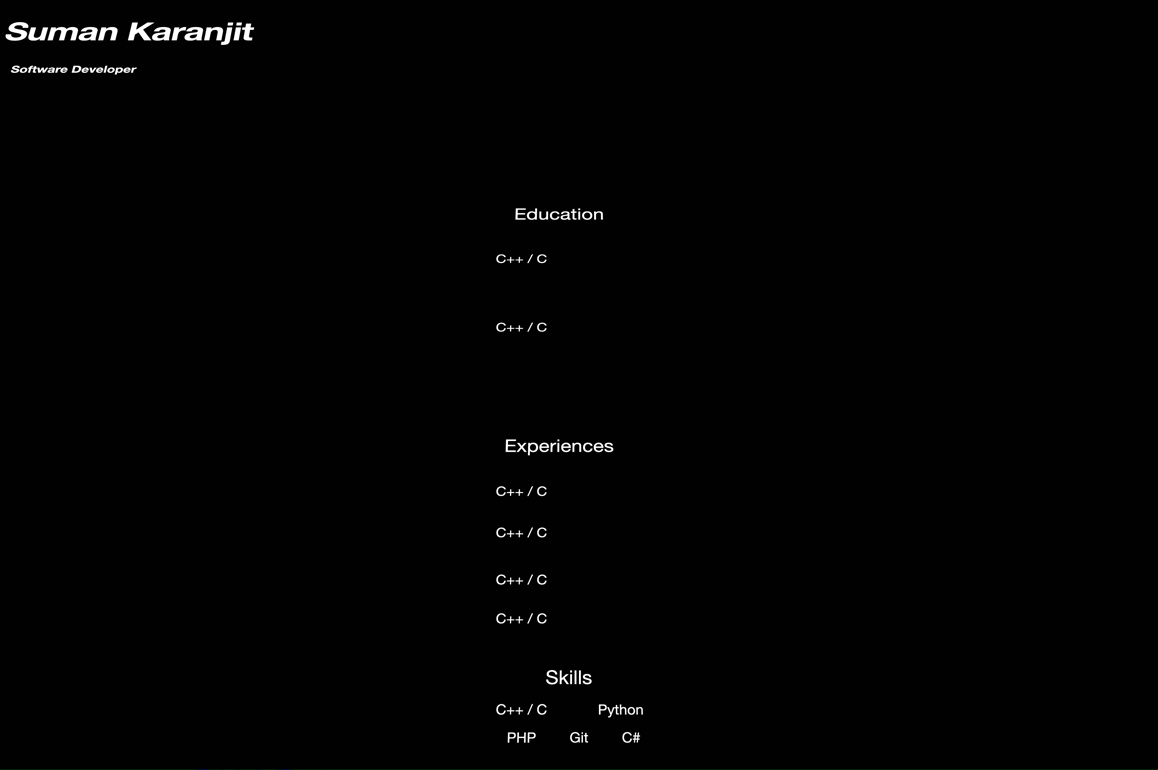 Suman Karanjit
Software Developer
Education
C++ / C
C++ / C
Experiences
C++ / C
C++ / C
C++ / C
C++ / C
Skills
C++ / C Python
PHP Git C#